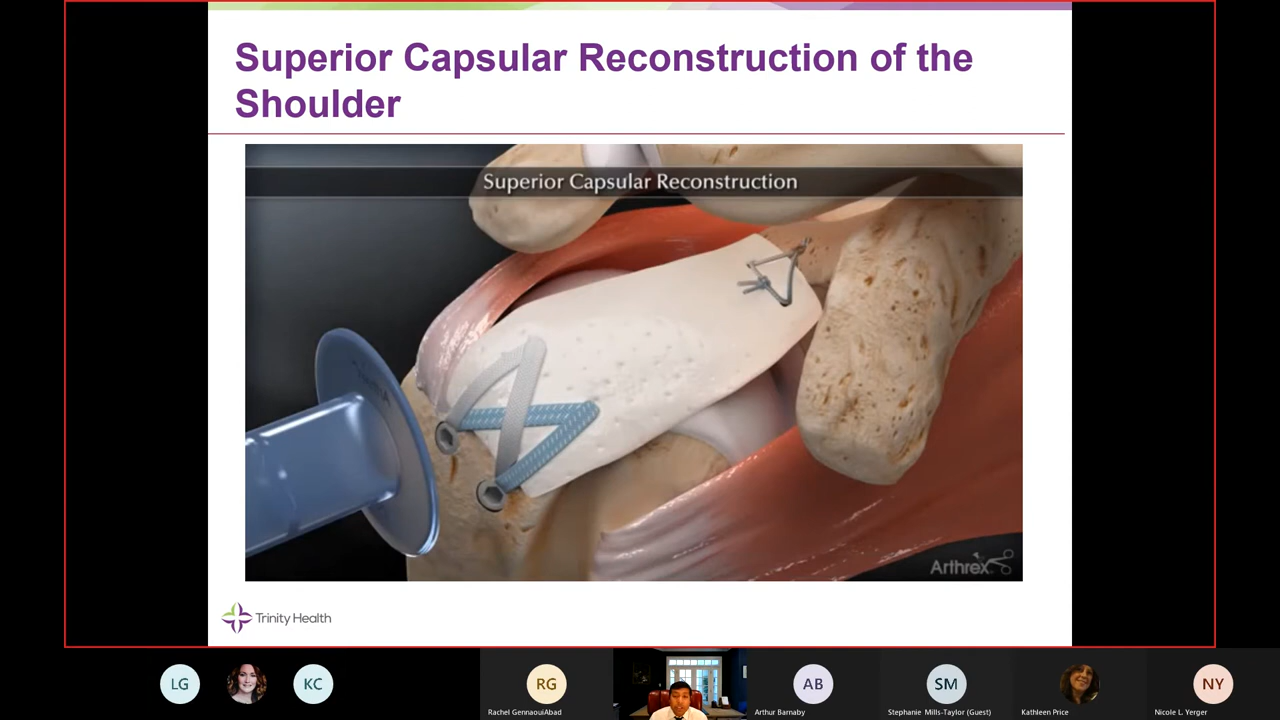 Superior Capsular Reconstruction of the
Shoulder
Superior Capsular Reconstruction
Arthrex
Trinity Health
LG
KC
RG
AB
SM
NY
Rachel GennaouiAbad
Arthur Barnaby
Stephanie Mills-Taylor (Guest)
Kathleen Price
Nicole L. Yerger